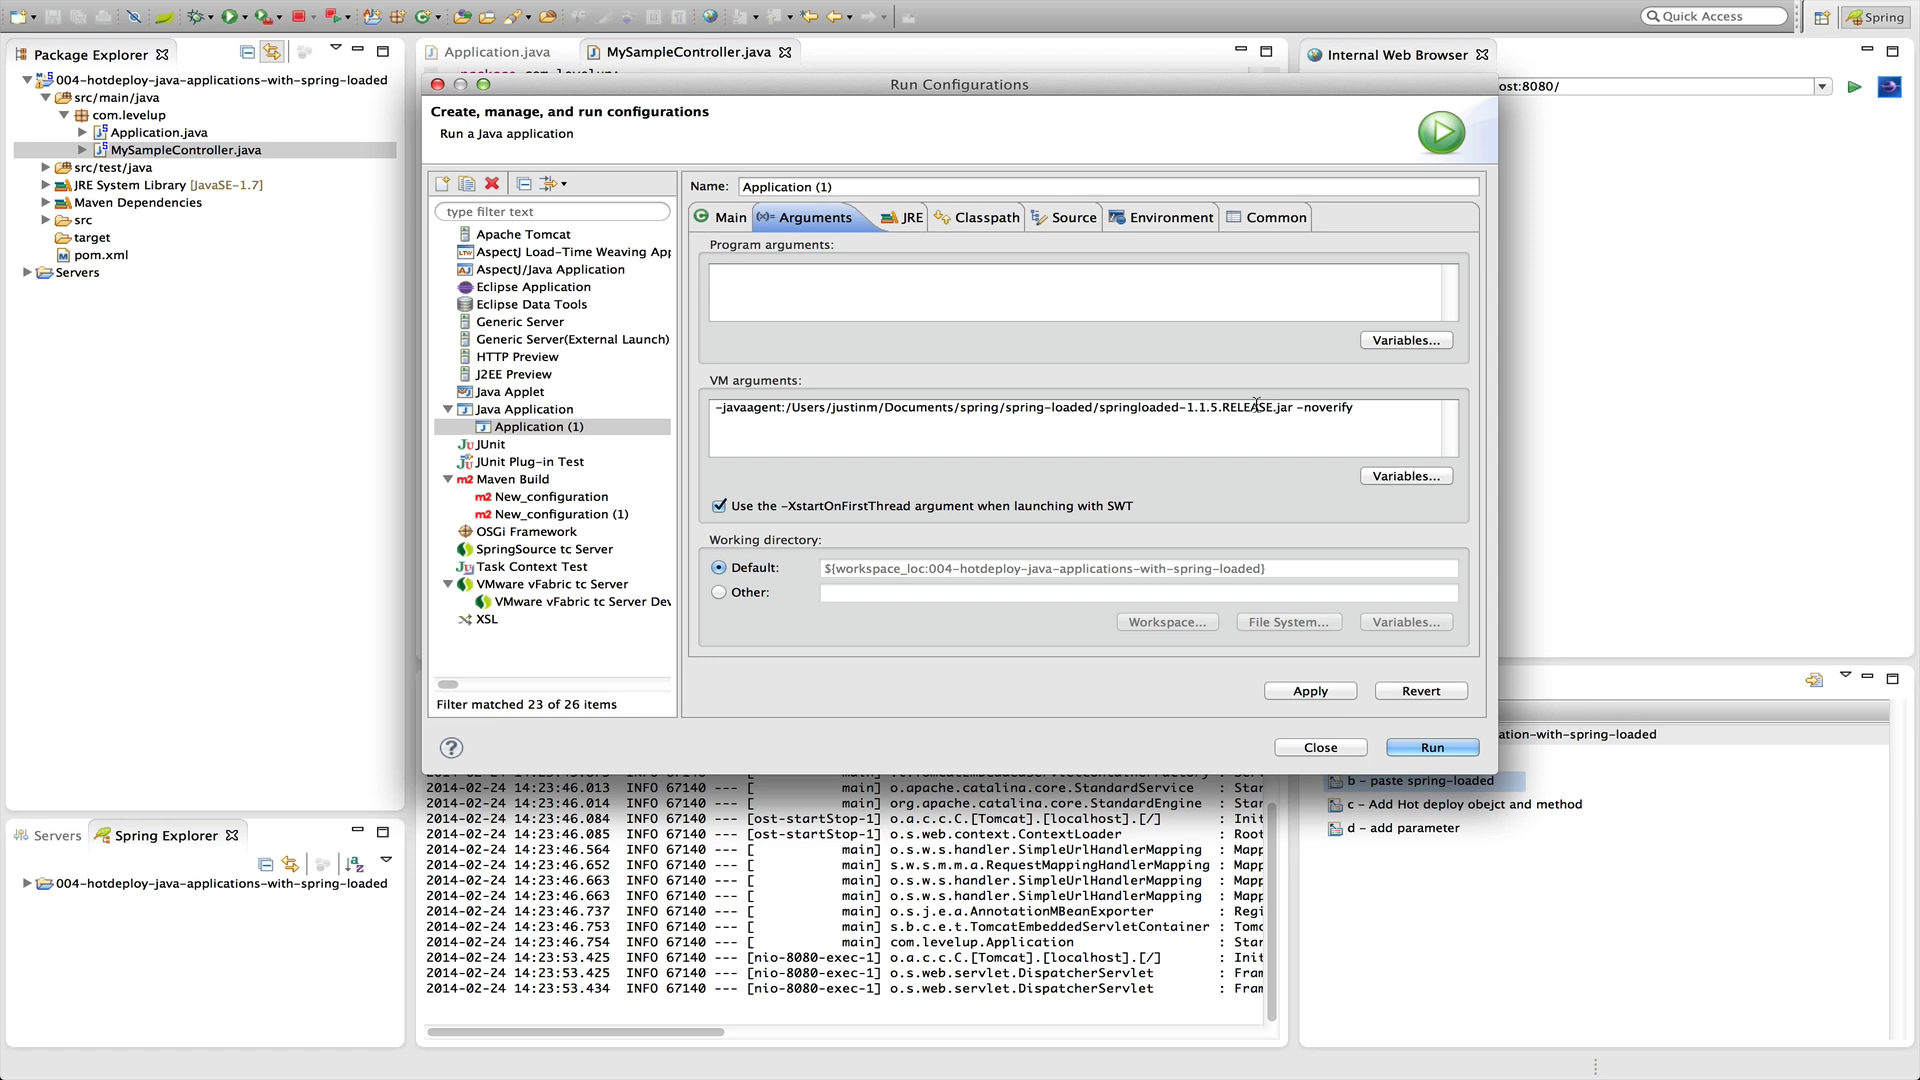 Quick Access
Spring
Package Explorer
004-hotdeploy-java-applications-with-spring-loaded
src/main/java
com.levelup
Application.java
MySampleController.java
src/test/java
JRE System Library [JavaSE-1.7]
Maven Dependencies
src
target
pom.xml
Servers
Application.java
MySampleController.java
Internal Web Browser
ost:8080/
Run Configurations
Create, manage, and run configurations
Run a Java application
type filter text
Apache Tomcat
AspectJ Load-Time Weaving App
AspectJ/Java Application
Eclipse Application
Eclipse Data Tools
Generic Server
Generic Server(External Launch)
HTTP Preview
J2EE Preview
Java Applet
Java Application
Application (1)
JUnit
JUnit Plug-in Test
Maven Build
New_configuration
New_configuration (1)
OSGi Framework
SpringSource tc Server
Task Context Test
VMware vFabric tc Server
VMware vFabric tc Server Dev
XSL
Filter matched 23 of 26 items
Name: Application (1)
Main Arguments JRE Classpath Source Environment Common
Program arguments:
Variables...
VM arguments:
-javaagent:/Users/justinm/Documents/spring/spring-loaded/springloaded-1.1.5.RELEASE.jar -noverify
Variables...
Use the -XstartOnFirstThread argument when launching with SWT
Working directory:
Default: ${workspace_loc:004-hotdeploy-java-applications-with-spring-loaded}
Other:
Workspace... File System... Variables...
Apply Revert
Close Run
Servers Spring Explorer
004-hotdeploy-java-applications-with-spring-loaded
2014-02-24 14:23:46.013 INFO 67140 --- [ main] o.apache.catalina.core.StandardService : Star
2014-02-24 14:23:46.014 INFO 67140 --- [ main] org.apache.catalina.core.StandardEngine : Star
2014-02-24 14:23:46.084 INFO 67140 --- [ost-startStop-1] o.a.c.c.C.[Tomcat].[localhost].[/] : Init
2014-02-24 14:23:46.085 INFO 67140 --- [ost-startStop-1] o.s.web.context.ContextLoader : Root
2014-02-24 14:23:46.564 INFO 67140 --- [ main] o.s.w.s.handler.SimpleUrlHandlerMapping : Mapp
2014-02-24 14:23:46.652 INFO 67140 --- [ main] s.w.s.m.m.a.RequestMappingHandlerMapping : Mapp
2014-02-24 14:23:46.663 INFO 67140 --- [ main] o.s.w.s.handler.SimpleUrlHandlerMapping : Mapp
2014-02-24 14:23:46.663 INFO 67140 --- [ main] o.s.w.s.handler.SimpleUrlHandlerMapping : Mapp
2014-02-24 14:23:46.737 INFO 67140 --- [ main] o.s.j.e.a.AnnotationMBeanExporter : Regi
2014-02-24 14:23:46.753 INFO 67140 --- [ main] s.b.c.e.t.TomcatEmbeddedServletContainer : Tomc
2014-02-24 14:23:46.754 INFO 67140 --- [ main] com.levelup.Application : Star
2014-02-24 14:23:53.425 INFO 67140 --- [nio-8080-exec-1] o.a.c.c.C.[Tomcat].[localhost].[/] : Init
2014-02-24 14:23:53.425 INFO 67140 --- [nio-8080-exec-1] o.s.web.servlet.DispatcherServlet : Fram
2014-02-24 14:23:53.434 INFO 67140 --- [nio-8080-exec-1] o.s.web.servlet.DispatcherServlet : Fram
ation-with-spring-loaded
b - paste spring-loaded
c - Add Hot deploy obejct and method
d - add parameter